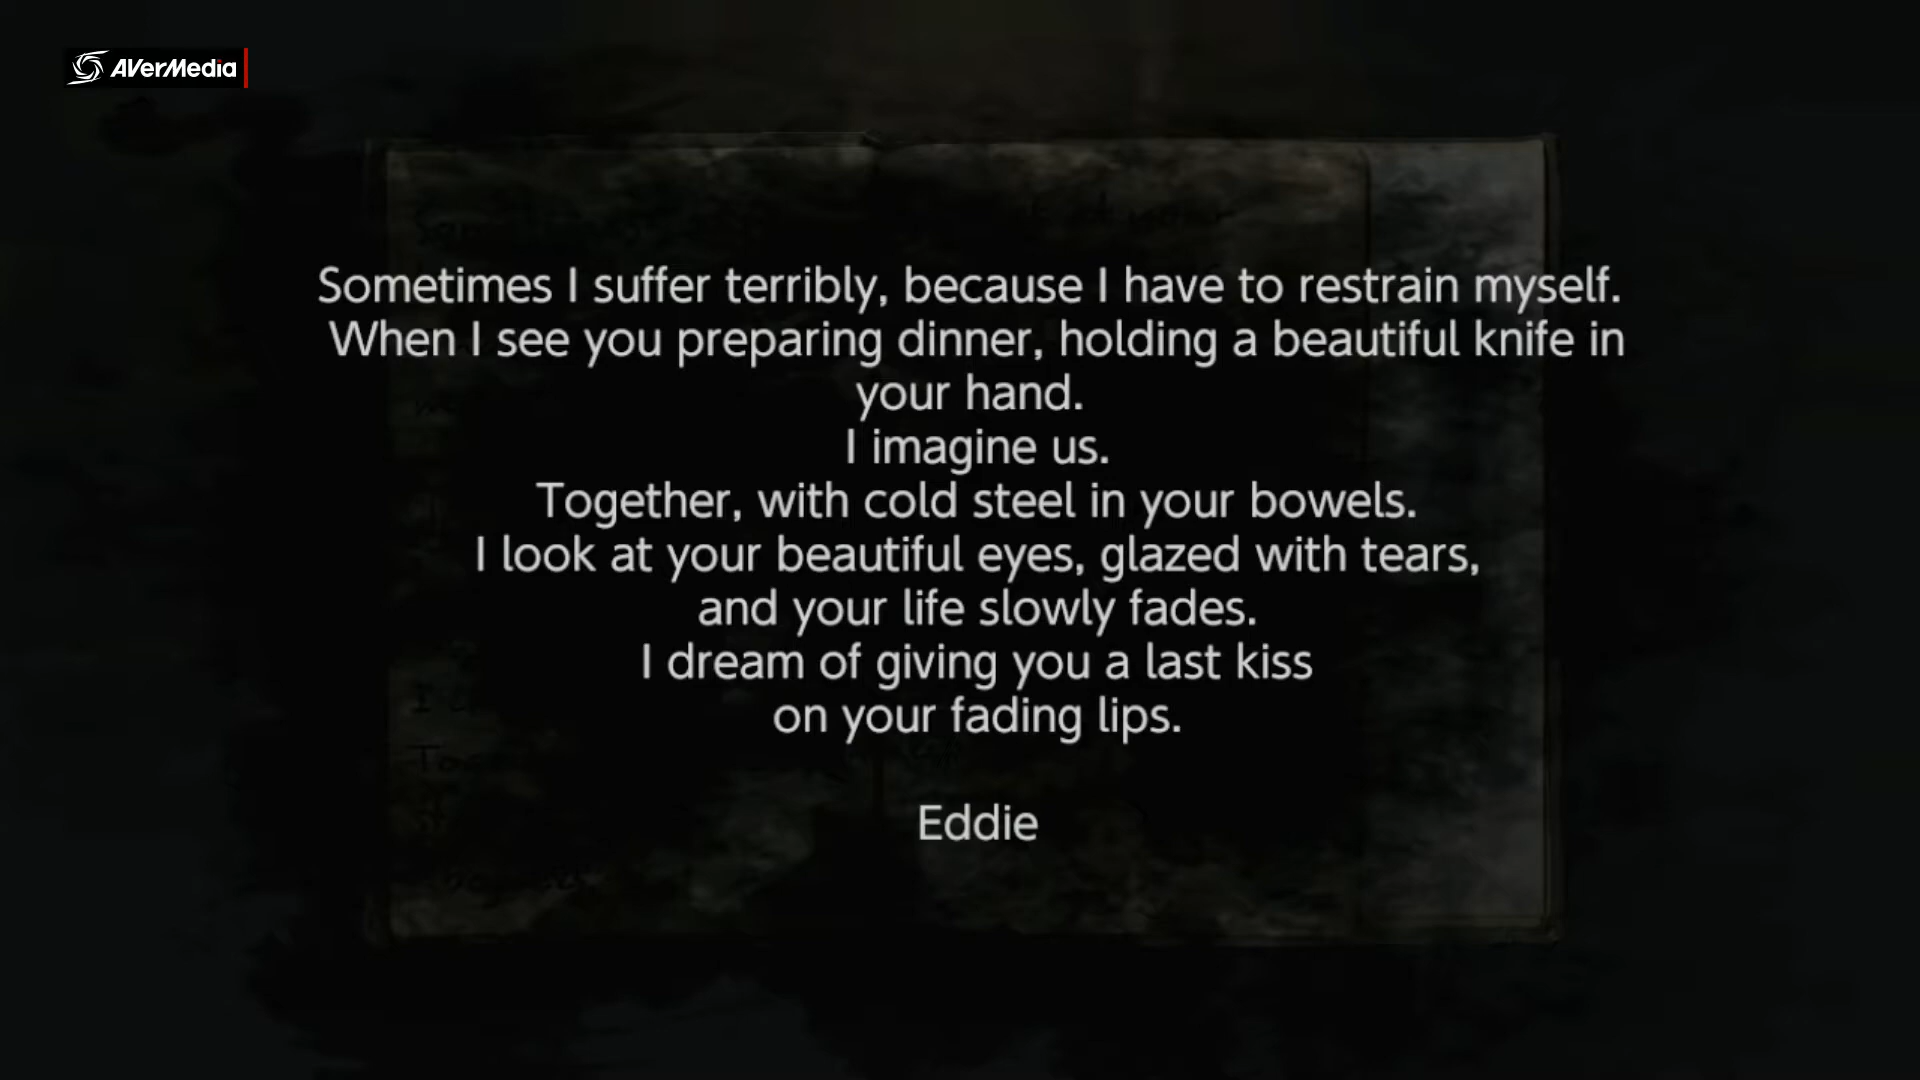 AVerMedia
Sometimes I suffer terribly, because I have to restrain myself.
When I see you preparing dinner, holding a beautiful knife in
your hand.
I imagine us.
Together, with cold steel in your bowels.
I look at your beautiful eyes, glazed with tears,
and your life slowly fades.
I dream of giving you a last kiss
on your fading lips.
Eddie